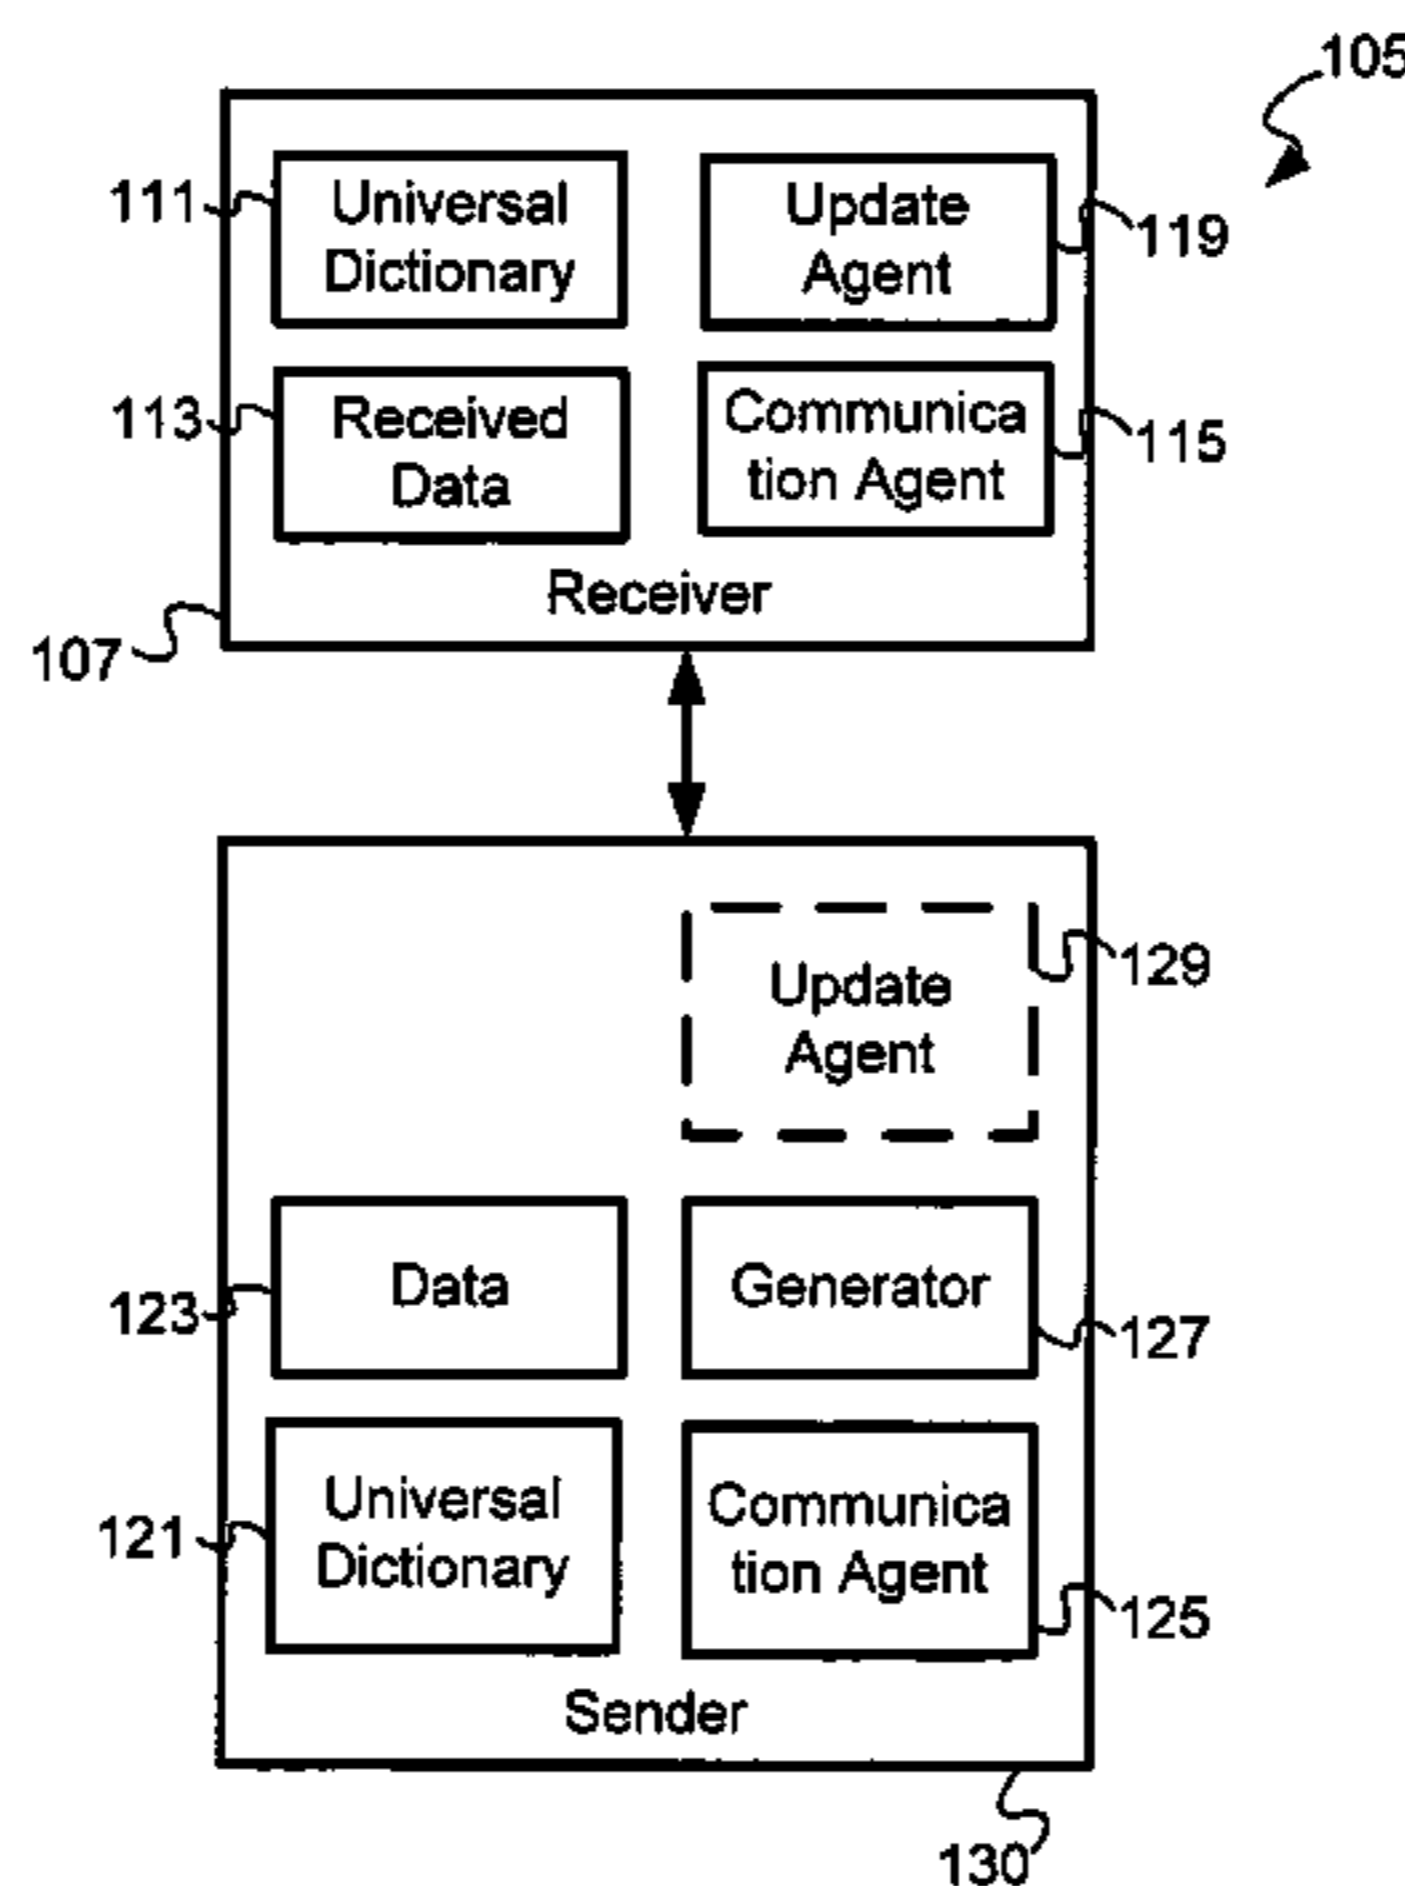 105
111
Universal
Dictionary
Update
Agent
119
113
Received
Data
Communica
tion Agent
115
Receiver
107
Update
Agent
129
123
Data
Generator
127
121
Universal
Dictionary
Communica
tion Agent
125
Sender
130